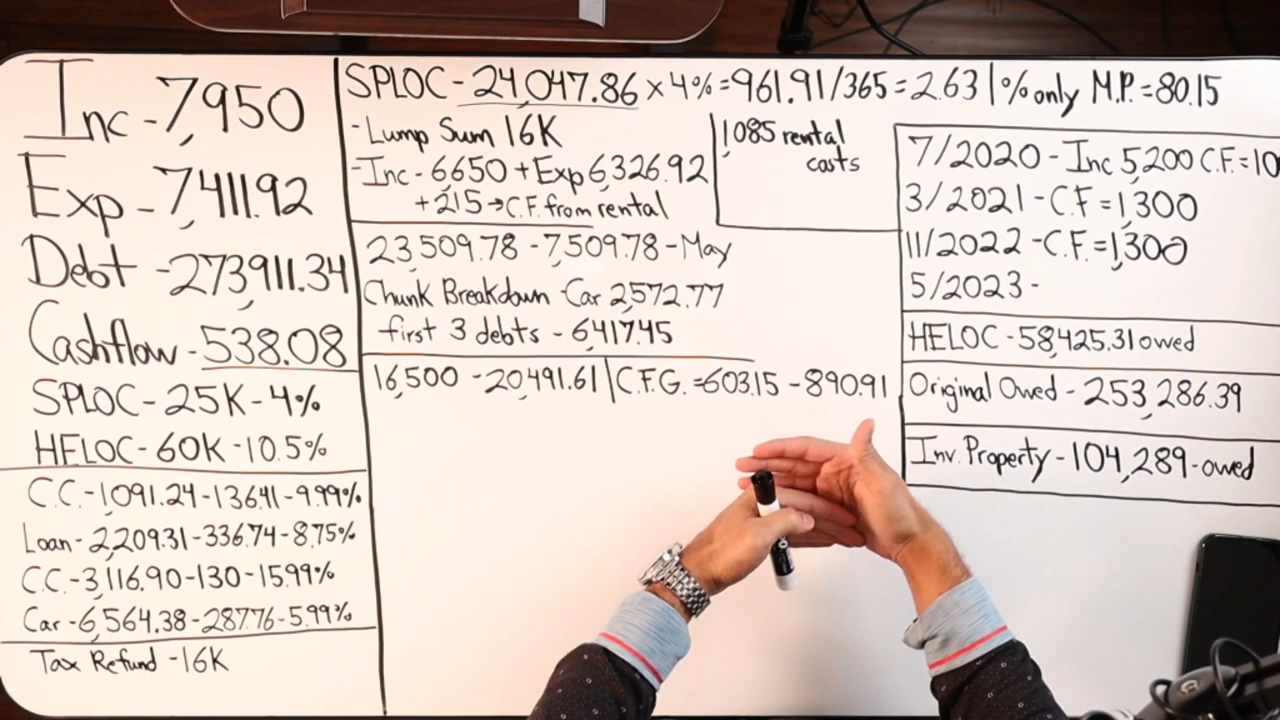 Inc - 7,950
Exp - 7,411.92
Debt - 273,911.34
Cashflow - 538.08
SPLOC - 25K - 4%
HELOC - 60K - 10.5%
C.C. - 1,091.24 - 136.41 - 9.99%
Loan - 2,209.31 - 336.74 - 8.75%
C.C. - 3,116.90 - 130 - 15.99%
Car - 6,564.38 - 287.76 - 5.99%
Tax Refund - 16K
SPLOC - 24,047.86 x 4% = 961.91/365 = 2.63 | % only M.P. = 80.15
- Lump Sum 16K
- Inc - 6650 + Exp 6,326.92
+ 215 → C.F. from rental
1,085 rental
costs
23,509.78 - 7,509.78 - May
Chunk Breakdown - Car 2,572.77
first 3 debts - 6,417.45
16,500 - 20,491.61 | C.F.G. = 603.15 - 890.91
7/2020 - Inc 5,200 C.F. = 10
3/2021 - C.F = 1,300
11/2022 - C.F. = 1,300
5/2023 -
HELOC - 58,425.31 owed
Original Owed - 253,286.39
Inv. Property - 104,289 - owed